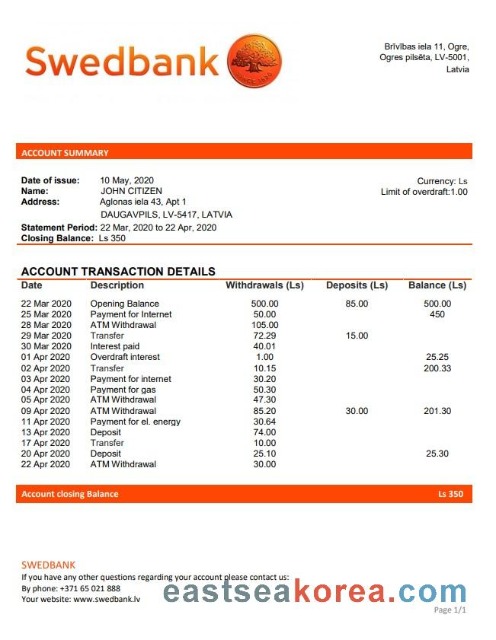 Swedbank
Brīvības iela 11, Ogre,
Ogres pilsēta, LV-5001,
Latvia
ACCOUNT SUMMARY
Date of issue: 10 May, 2020
Currency: Ls
Name: JOHN CITIZEN
Limit of overdraft:1.00
Address: Aglonas iela 43, Apt 1
DAUGAVPILS, LV-5417, LATVIA
Statement Period: 22 Mar, 2020 to 22 Apr, 2020
Closing Balance: Ls 350
ACCOUNT TRANSACTION DETAILS
Date Description Withdrawals (Ls) Deposits (Ls) Balance (Ls)
22 Mar 2020 Opening Balance 500.00 85.00 500.00
25 Mar 2020 Payment for Internet 50.00 450
28 Mar 2020 ATM Withdrawal 105.00
29 Mar 2020 Transfer 72.29 15.00
30 Mar 2020 Interest paid 40.01
01 Apr 2020 Overdraft interest 1.00 25.25
02 Apr 2020 Transfer 10.15 200.33
03 Apr 2020 Payment for internet 30.20
04 Apr 2020 Payment for gas 50.30
05 Apr 2020 ATM Withdrawal 47.30
09 Apr 2020 ATM Withdrawal 85.20 30.00 201.30
11 Apr 2020 Payment for el. energy 30.64
13 Apr 2020 Deposit 74.00
17 Apr 2020 Transfer 10.00
20 Apr 2020 Deposit 25.10 25.30
22 Apr 2020 ATM Withdrawal 30.00
Account closing Balance Ls 350
SWEDBANK
If you have any other questions regarding your account please contact us:
By phone: +371 65 021 888
Your website: www.swedbank.lv
eastseakorea.com
Page 1/1